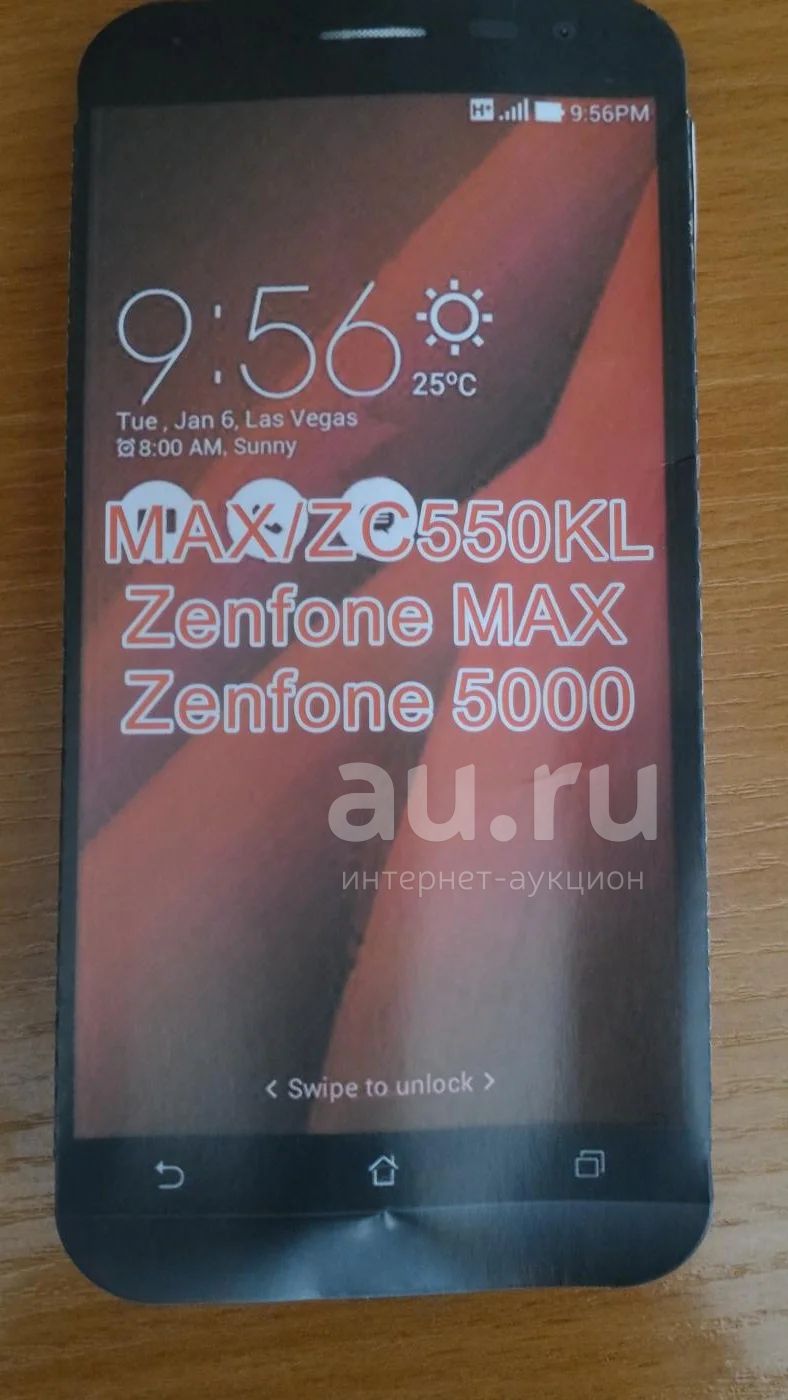 H+ 9:56PM
9:56
25°C
Tue , Jan 6, Las Vegas
8:00 AM, Sunny
MAX/ZC550KL
Zenfone MAX
Zenfone 5000
au.ru
интернет-аукцион
< Swipe to unlock >